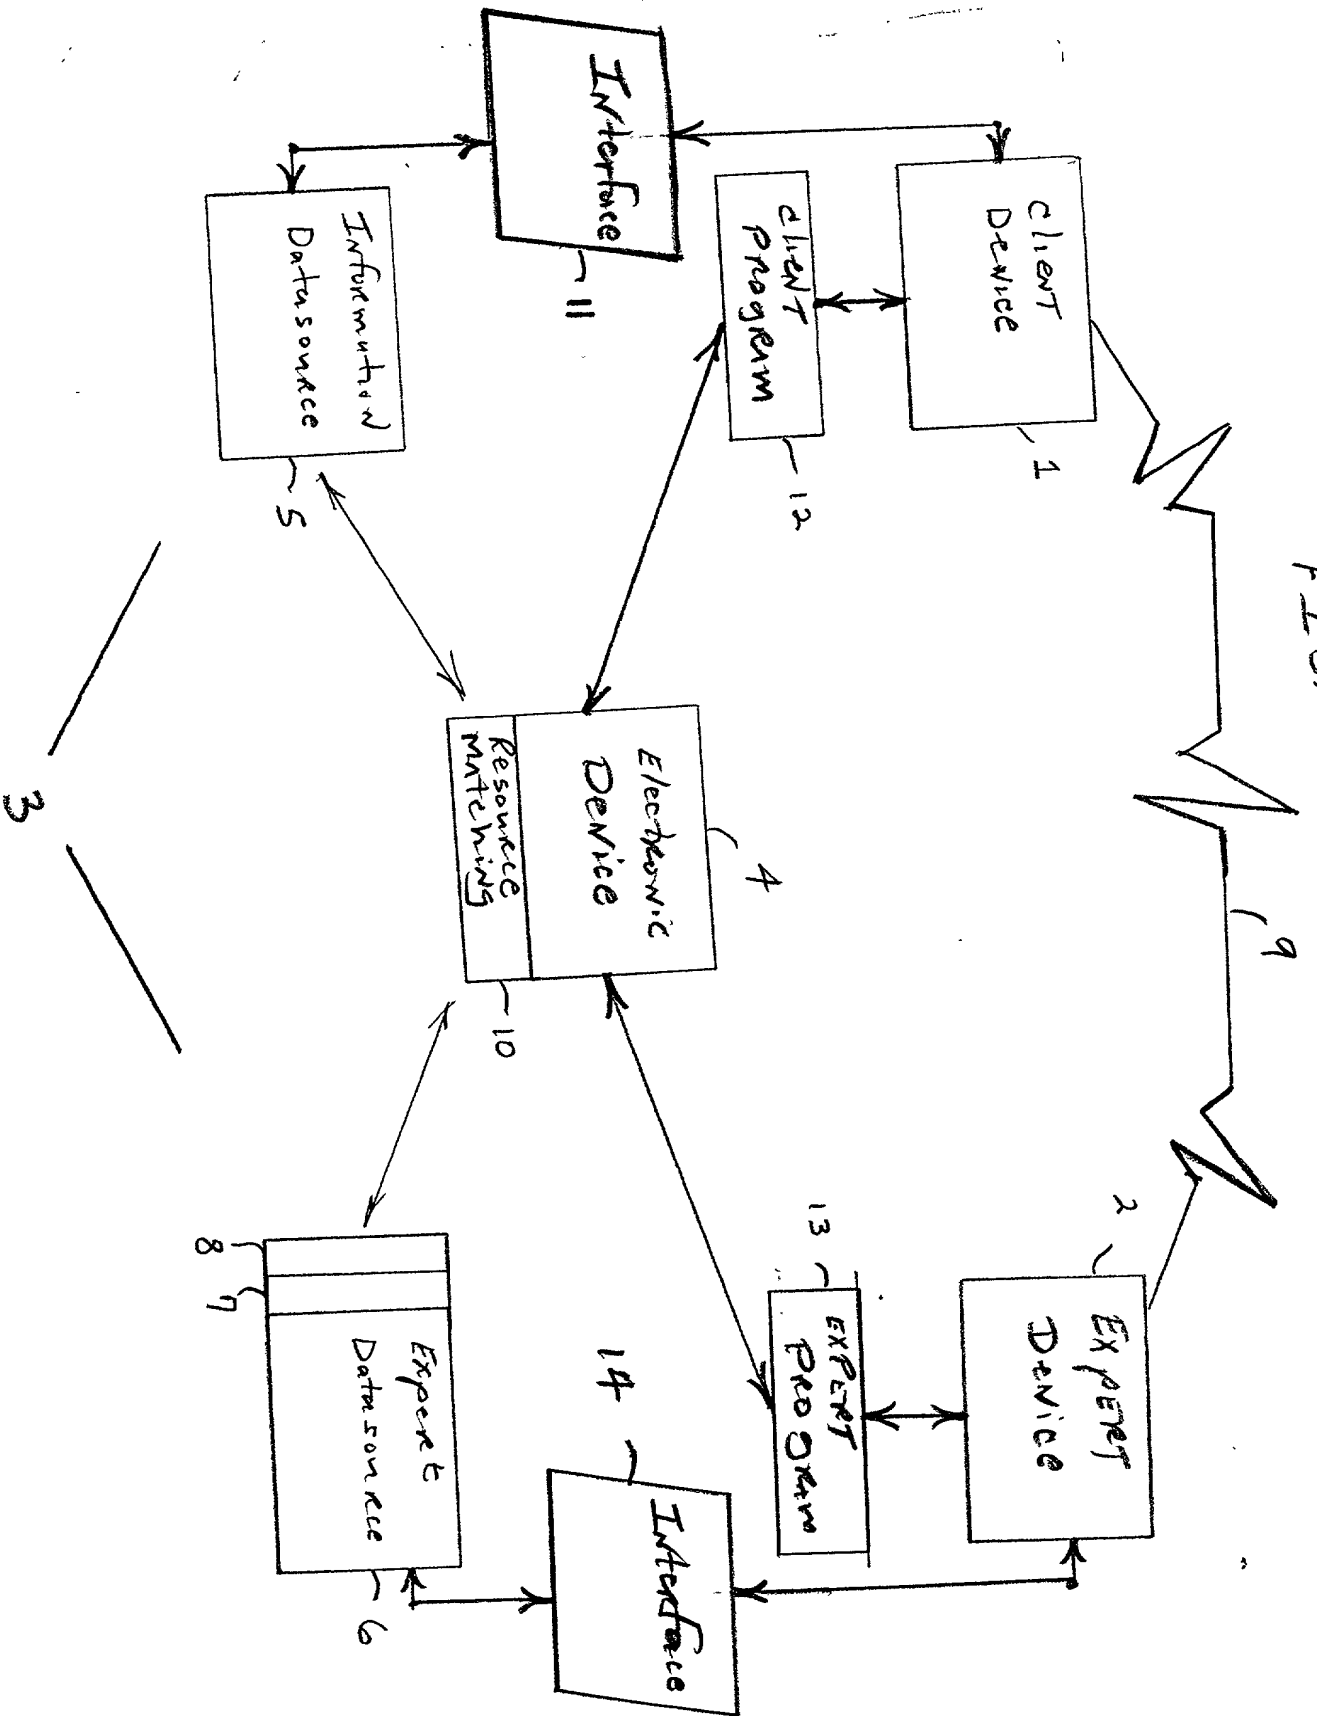 FIG.
9
Client
Device
1
2
EXPERT
Device
Client
Program
12
13
EXPERT
PROGRAM
Interface
11
4
Electronic
Device
Resource
Matching
10
14
Interface
Information
Datasource
5
8
7
Expert
Datasource
6
3